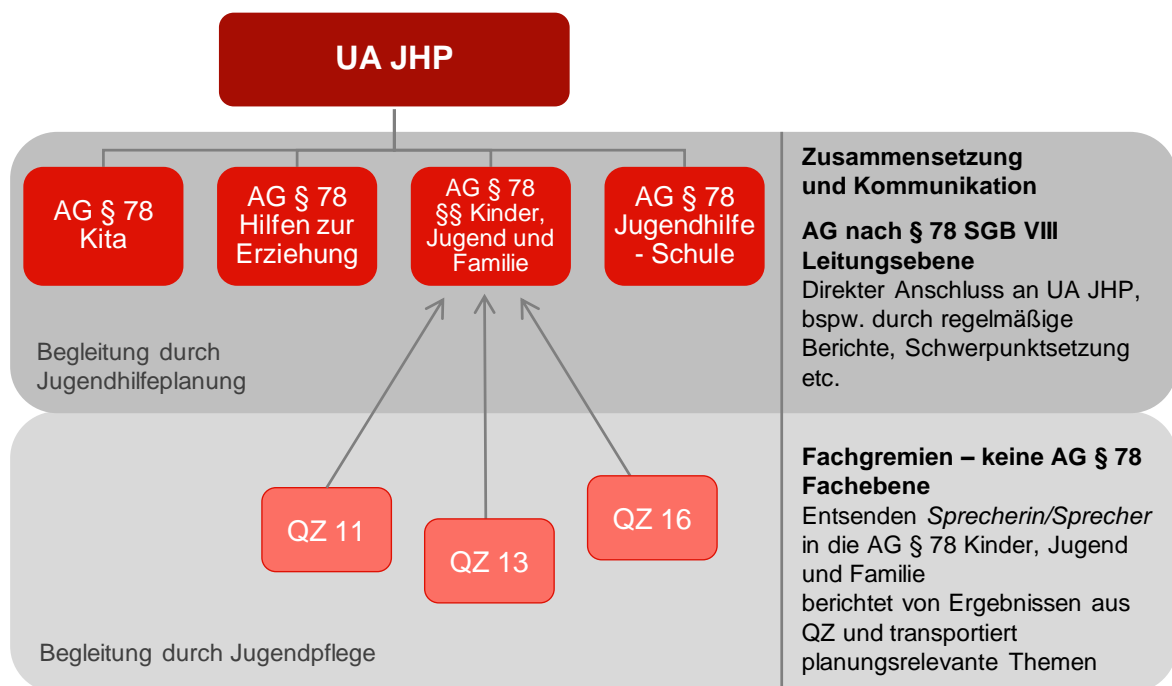 UA JHP
AG § 78
Kita
AG § 78
Hilfen zur
Erziehung
AG § 78
§§ Kinder,
Jugend und
Familie
AG § 78
Jugendhilfe
- Schule
Zusammensetzung
und Kommunikation
AG nach § 78 SGB VIII
Leitungsebene
Direkter Anschluss an UA JHP,
bspw. durch regelmäßige
Berichte, Schwerpunktsetzung
etc.
Begleitung durch
Jugendhilfeplanung
QZ 11
QZ 13
QZ 16
Fachgremien – keine AG § 78
Fachebene
Entsenden Sprecherin/Sprecher
in die AG § 78 Kinder, Jugend
und Familie
berichtet von Ergebnissen aus
QZ und transportiert
planungsrelevante Themen
Begleitung durch Jugendpflege